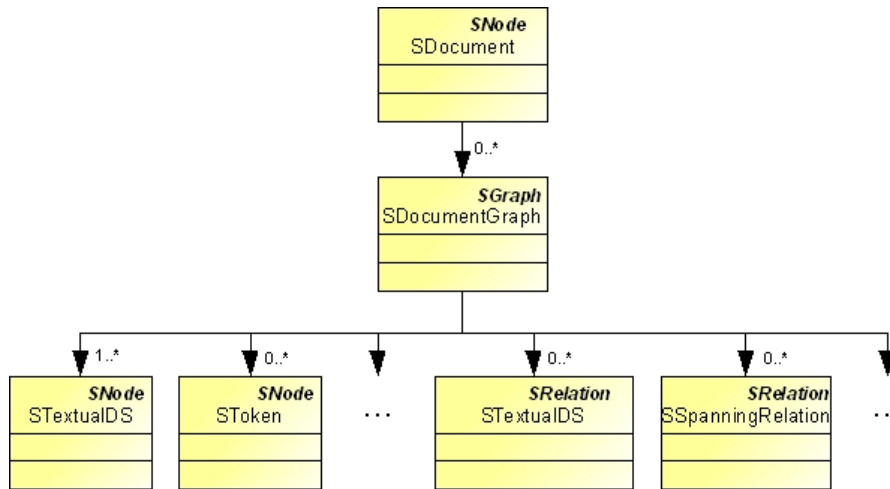 SNode
SDocument
0..*
SGraph
SDocumentGraph
1..*
0..*
0..*
0..*
SNode
STextualDS
SNode
SToken
...
SRelation
STextualDS
SRelation
SSpanningRelation
...